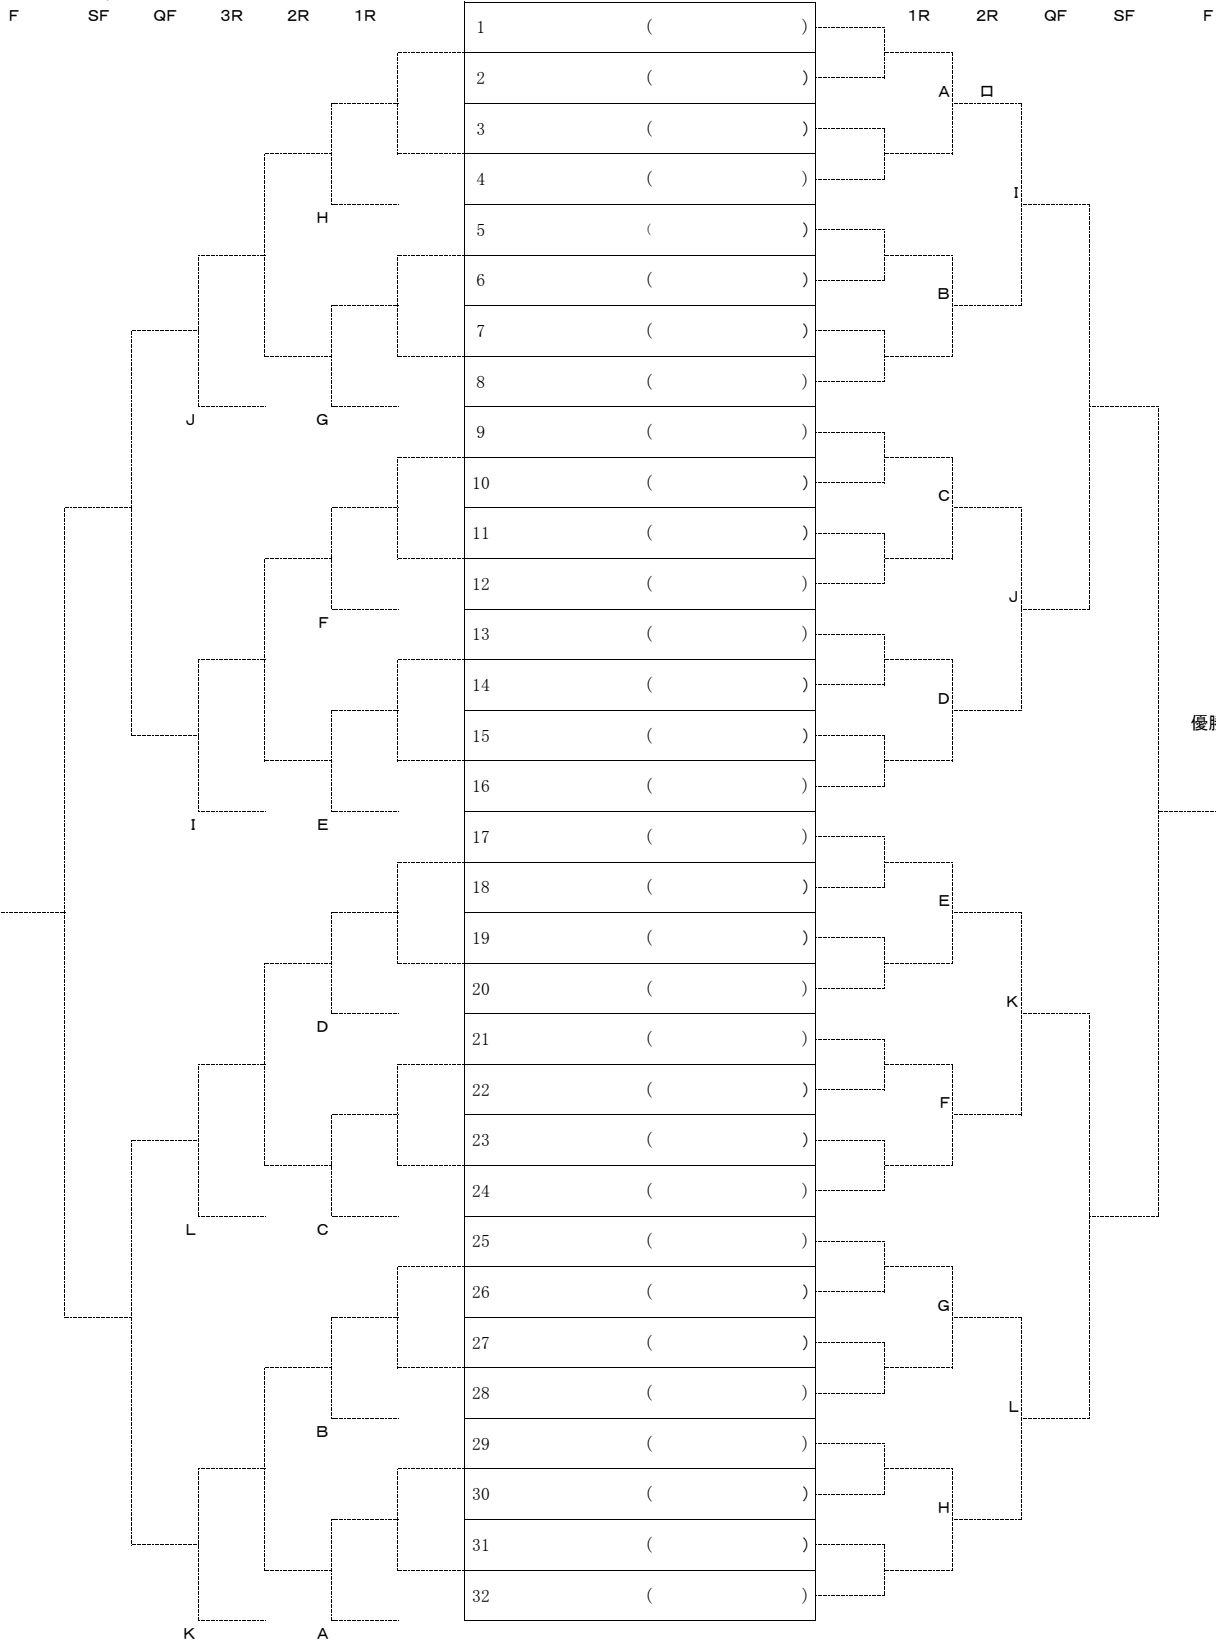 F SF QF 3R 2R 1R 1R 2R QF SF F
1 ( )
2 ( )
A ロ
3 ( )
4 ( )
I
H
5 ( )
6 ( )
B
7 ( )
8 ( )
J G
9 ( )
10 ( )
C
11 ( )
12 ( )
J
F
13 ( )
14 ( )
D
15 ( )
優勝
16 ( )
I E
17 ( )
18 ( )
E
19 ( )
20 ( )
K
D
21 ( )
22 ( )
F
23 ( )
24 ( )
L C
25 ( )
26 ( )
G
27 ( )
28 ( )
L
B
29 ( )
30 ( )
H
31 ( )
32 ( )
K A